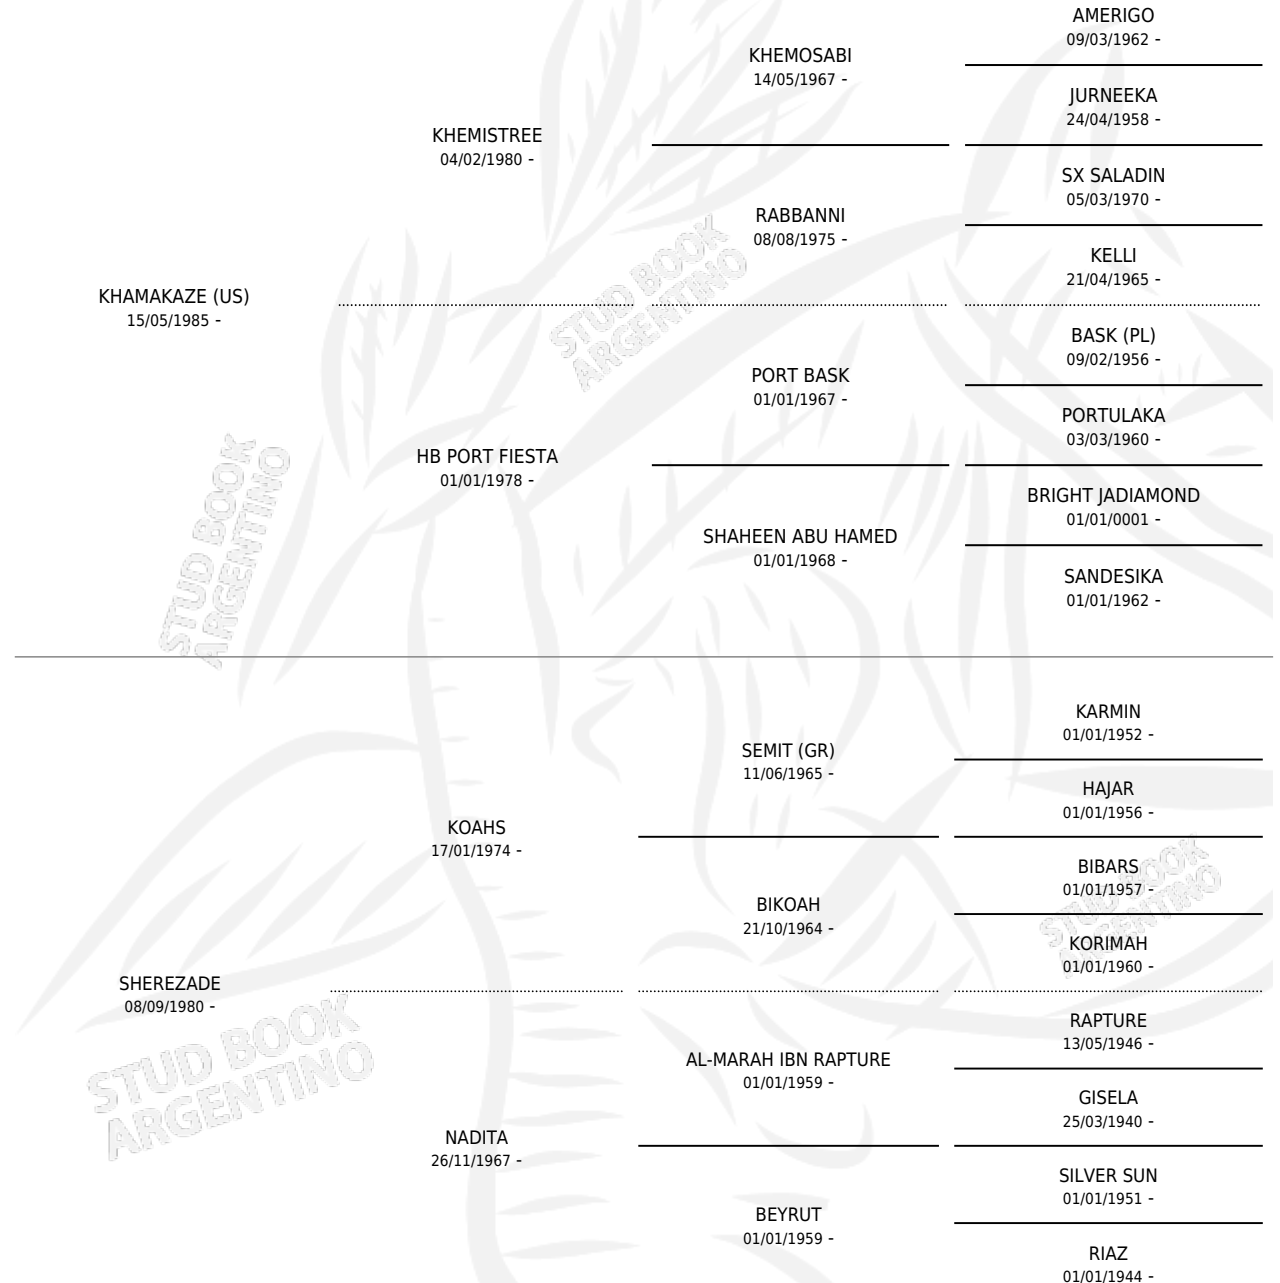 AMERIGO
09/03/1962 -
KHEMOSABI
14/05/1967 -
JURNEEKA
24/04/1958 -
KHEMISTREE
04/02/1980 -
SX SALADIN
05/03/1970 -
RABBANNI
08/08/1975 -
KELLI
21/04/1965 -
KHAMAKAZE (US)
15/05/1985 -
STUD BOOK
ARGENTINO
BASK (PL)
09/02/1956 -
PORT BASK
01/01/1967 -
PORTULAKA
03/03/1960 -
HB PORT FIESTA
01/01/1978 -
BRIGHT JADIAMOND
01/01/0001 -
SHAHEEN ABU HAMED
01/01/1968 -
SANDESIKA
01/01/1962 -
STUD BOOK
ARGENTINO
KARMIN
01/01/1952 -
SEMIT (GR)
11/06/1965 -
HAJAR
01/01/1956 -
KOAHS
17/01/1974 -
BIBARS
01/01/1957 -
BIKOAH
21/10/1964 -
STUD BOOK
ARGENTINO
KORIMAH
01/01/1960 -
SHEREZADE
08/09/1980 -
RAPTURE
13/05/1946 -
AL-MARAH IBN RAPTURE
01/01/1959 -
STUD BOOK
ARGENTINO
GISELA
25/03/1940 -
NADITA
26/11/1967 -
SILVER SUN
01/01/1951 -
BEYRUT
01/01/1959 -
RIAZ
01/01/1944 -